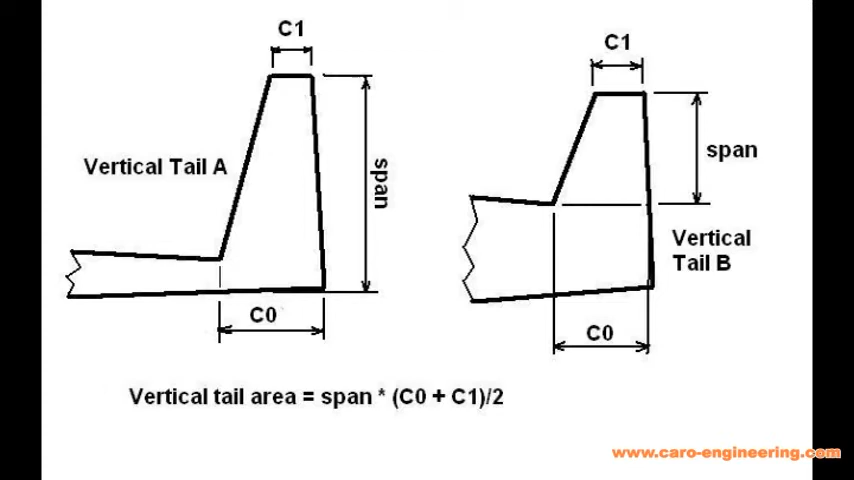 C1
C1
Vertical Tail A
span
span
Vertical
Tail B
C0
C0
Vertical tail area = span * (C0 + C1)/2
www.caro-engineering.com